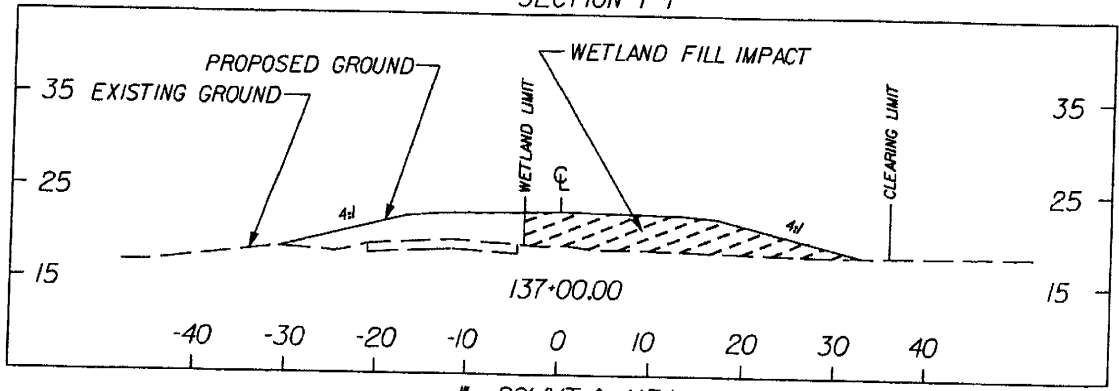 PROPOSED GROUND
WETLAND FILL IMPACT
35 EXISTING GROUND
35
WETLAND LIMIT
CLEARING LIMIT
25
℄
25
4:1
4:1
15
137+00.00
15
-40 -30 -20 -10 0 10 20 30 40